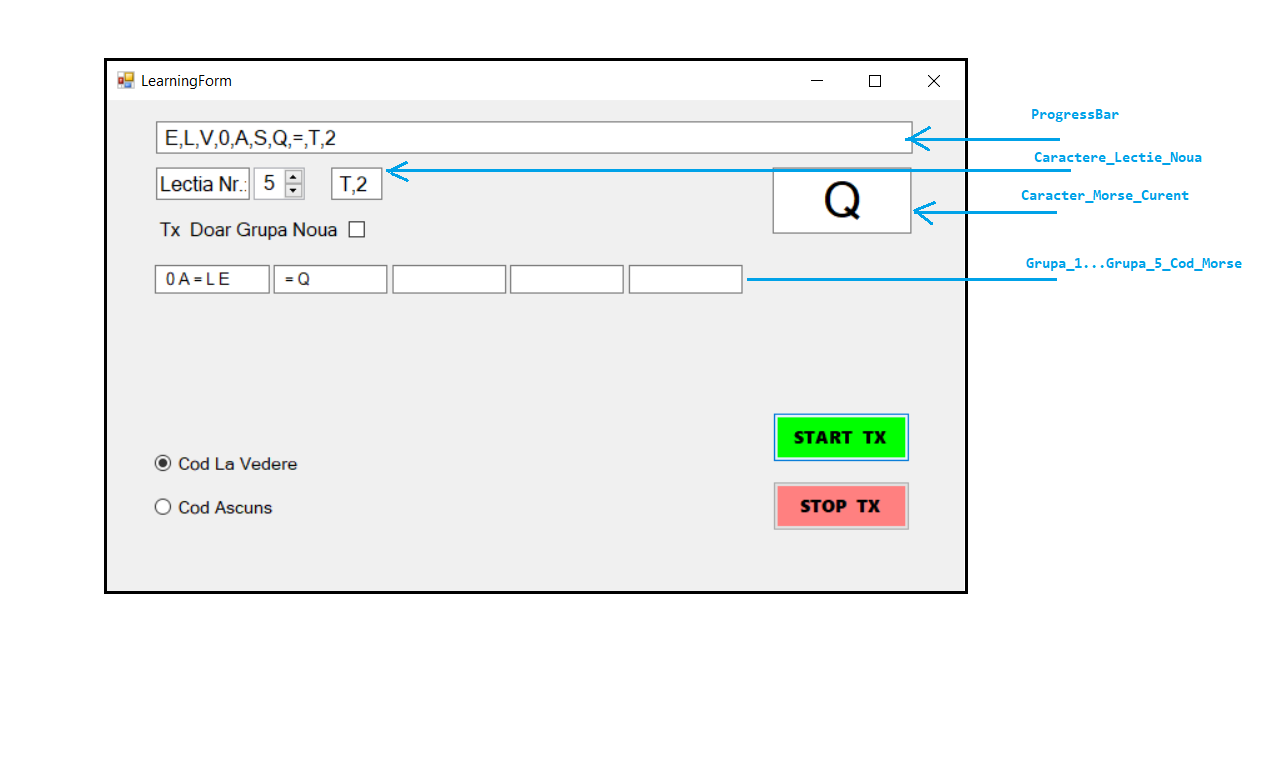 LearningForm
ProgressBar
E,L,V,0,A,S,Q,=,T,2
Caractere_Lectie_Noua
Lectia Nr.: 5 T,2
Q
Caracter_Morse_Curent
Tx Doar Grupa Noua
Grupa_1...Grupa_5_Cod_Morse
0 A = L E
= Q
START TX
Cod La Vedere
STOP TX
Cod Ascuns